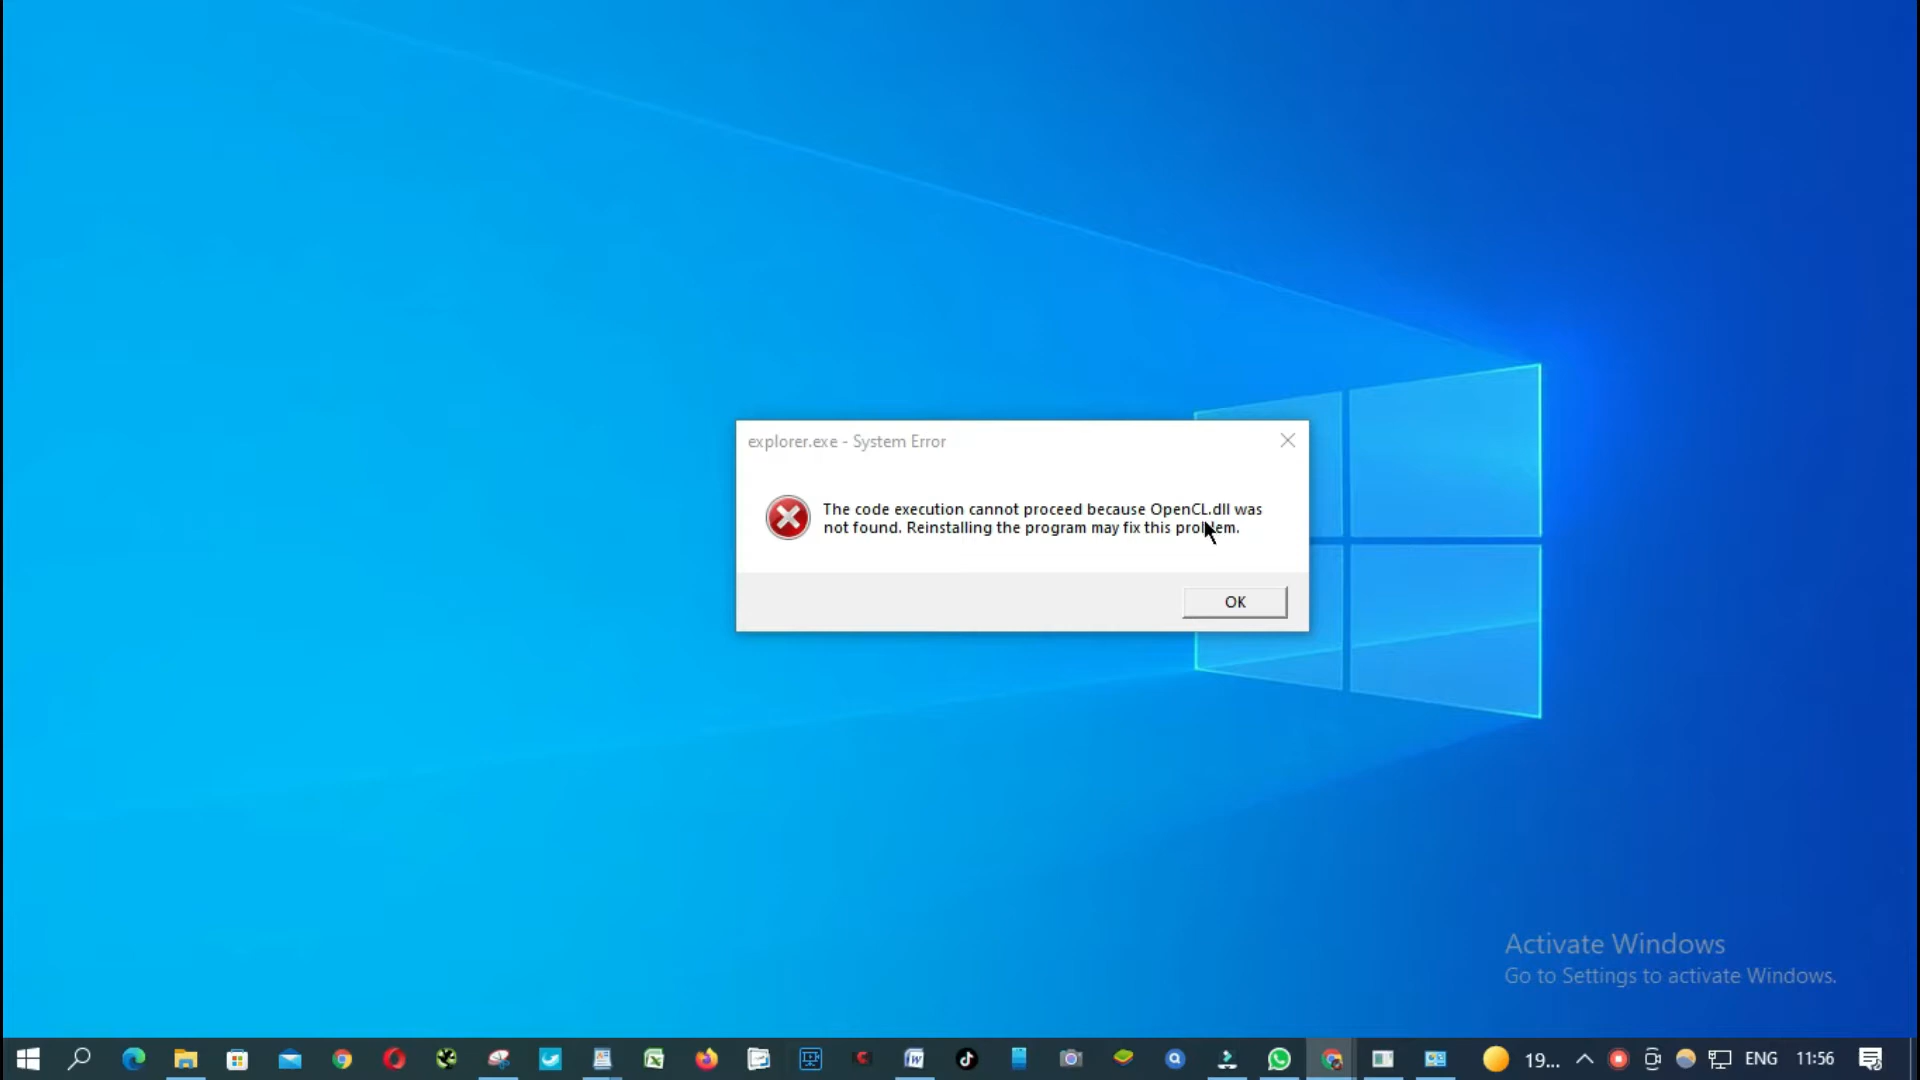 explorer.exe - System Error
The code execution cannot proceed because OpenCL.dll was
not found. Reinstalling the program may fix this problem.
OK
Activate Windows
Go to Settings to activate Windows.
19...
ENG
11:56